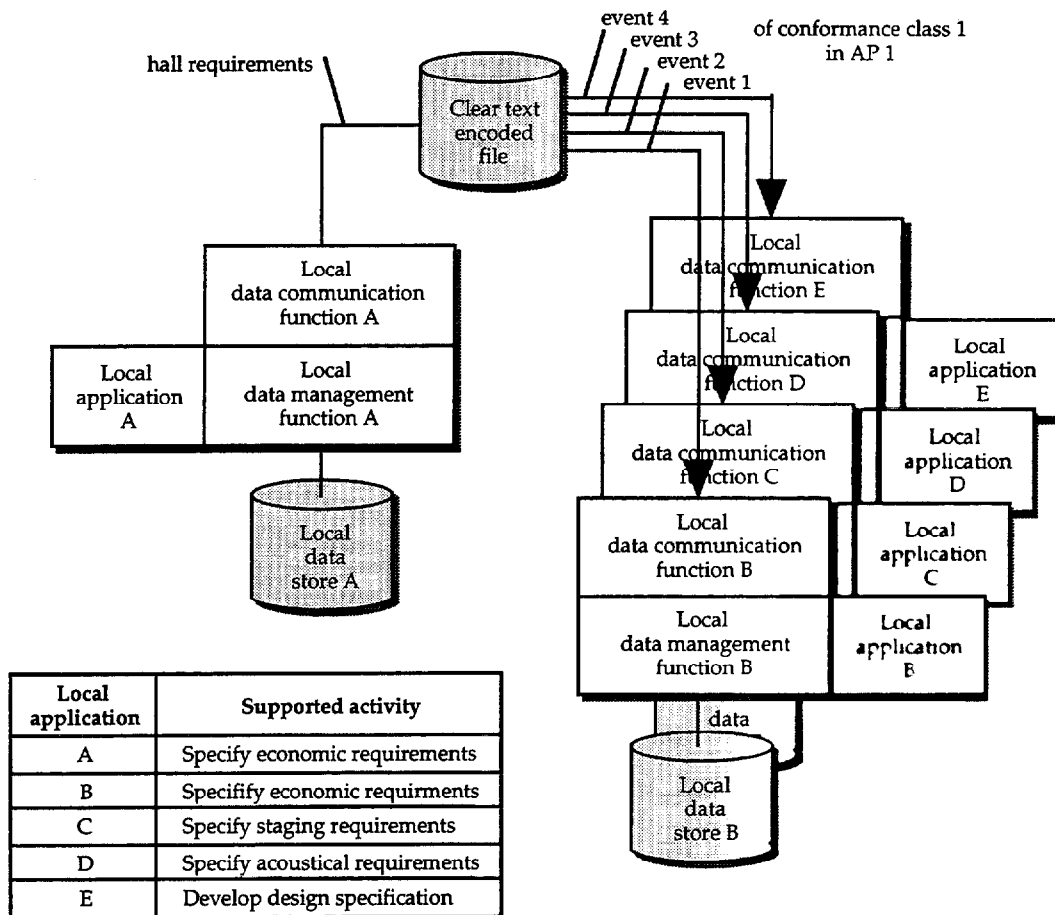 event 4
event 3
event 2
event 1
of conformance class 1
in AP 1
hall requirements
Clear text
encoded
file
Local
data communication
function A
Local
application
A
Local
data management
function A
Local
data
store A
Local
data communication
function E
Local
application
E
Local
data communication
function D
Local
application
D
Local
data communication
function C
Local
application
C
Local
data communication
function B
Local
data management
function B
Local
application
B
data
Local
data
store B
Local application Supported activity
A Specify economic requirements
B Specifify economic requirments
C Specify staging requirements
D Specify acoustical requirements
E Develop design specification